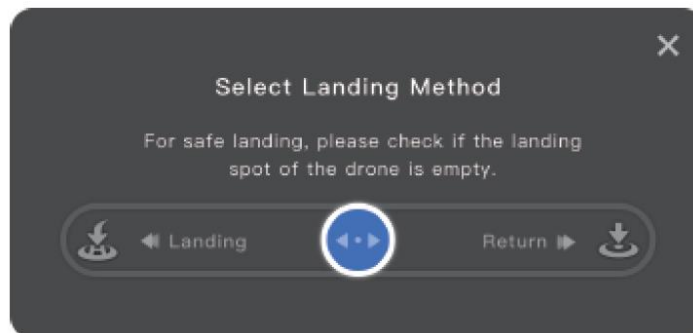 Select Landing Method
For safe landing, please check if the landing
spot of the drone is empty.
Landing
Return